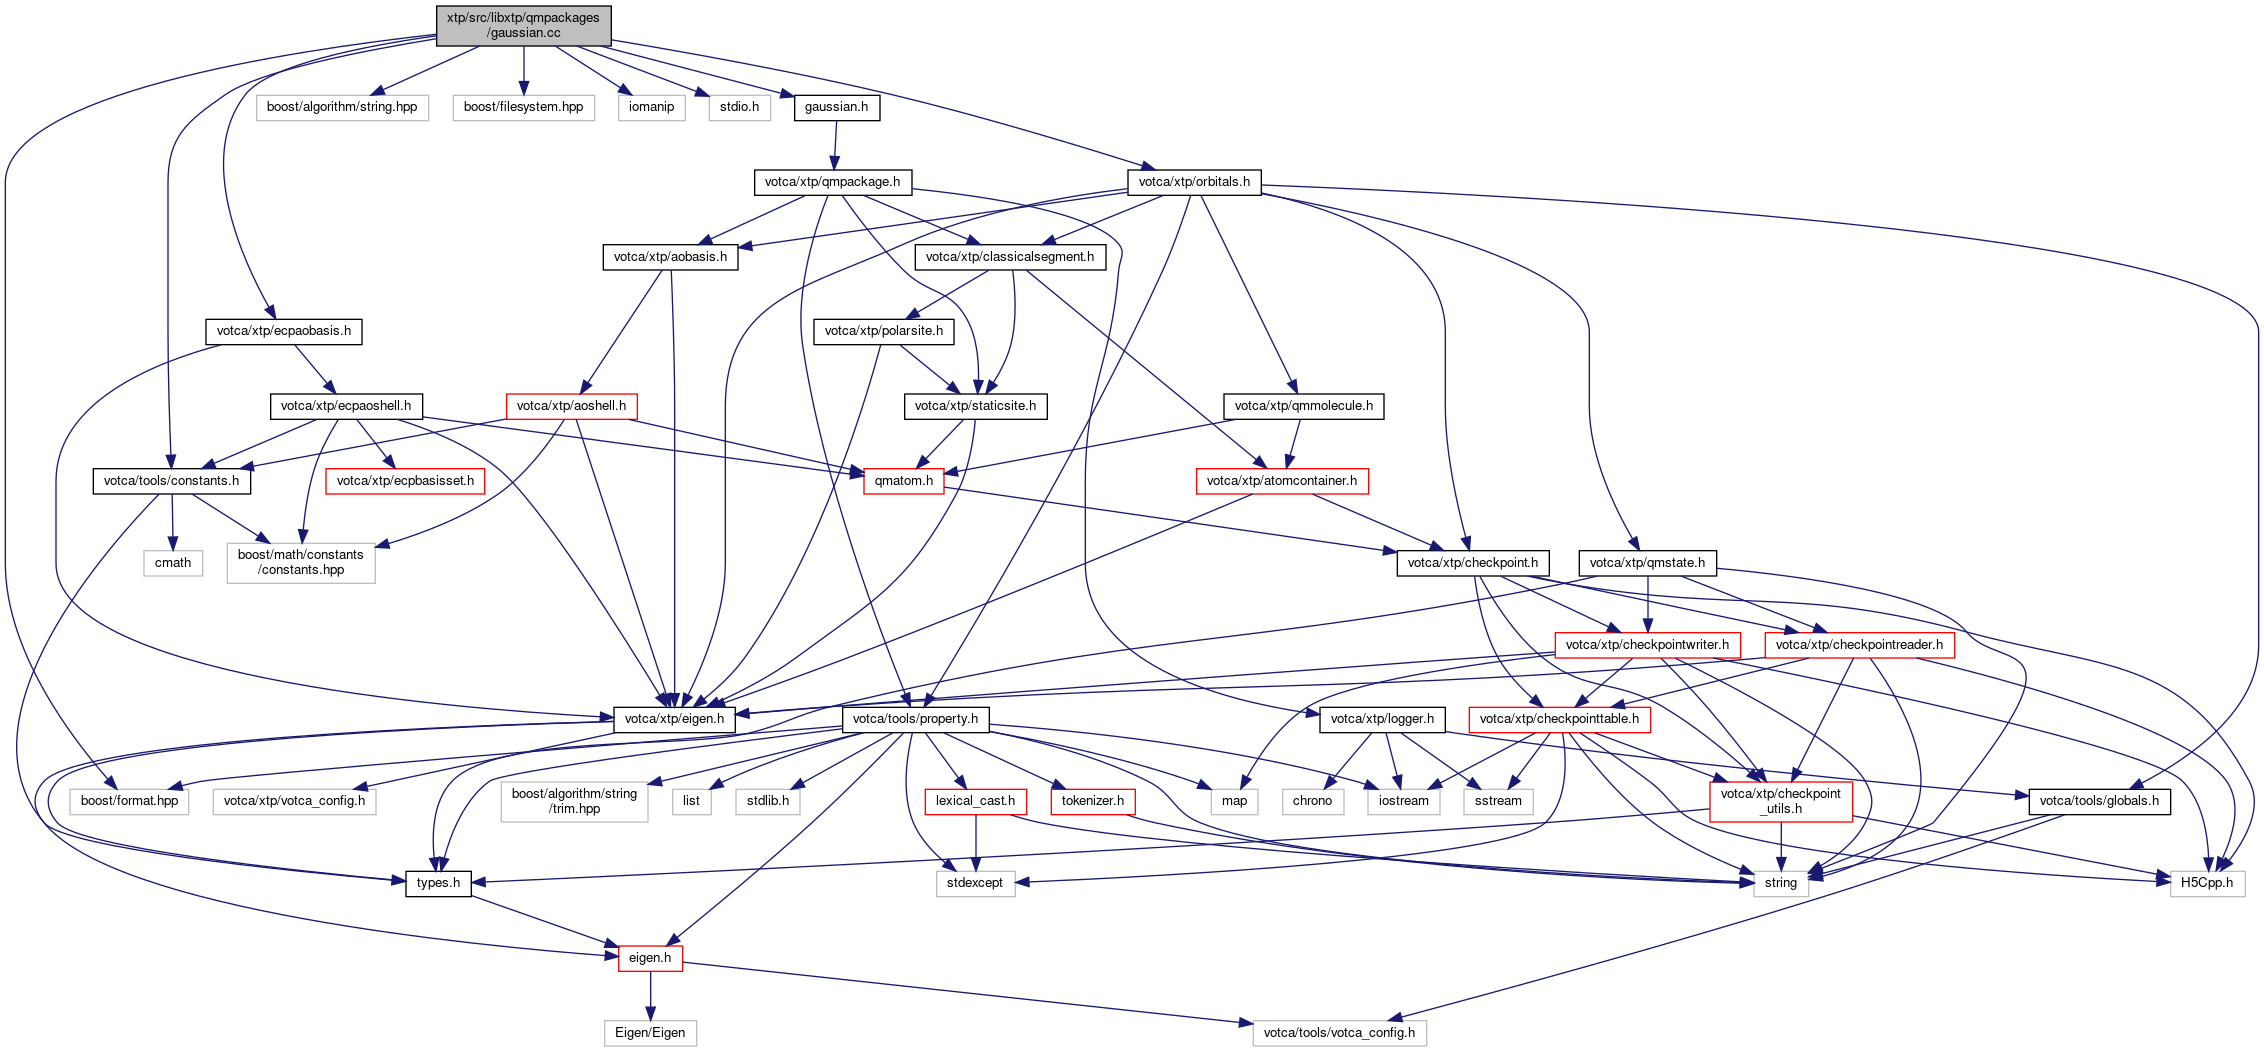 xtp/src/libxtp/qmpackages
/gaussian.cc
boost/algorithm/string.hpp
boost/filesystem.hpp
iomanip
stdio.h
gaussian.h
votca/xtp/qmpackage.h
votca/xtp/orbitals.h
votca/xtp/aobasis.h
votca/xtp/classicalsegment.h
votca/xtp/ecpaobasis.h
votca/xtp/polarsite.h
votca/xtp/ecpaoshell.h
votca/xtp/aoshell.h
votca/xtp/staticsite.h
votca/xtp/qmmolecule.h
votca/tools/constants.h
votca/xtp/ecpbasisset.h
qmatom.h
votca/xtp/atomcontainer.h
cmath
boost/math/constants
/constants.hpp
votca/xtp/checkpoint.h
votca/xtp/qmstate.h
votca/xtp/checkpointwriter.h
votca/xtp/checkpointreader.h
votca/xtp/eigen.h
votca/tools/property.h
votca/xtp/logger.h
votca/xtp/checkpointtable.h
boost/format.hpp
votca/xtp/votca_config.h
boost/algorithm/string
/trim.hpp
list
stdlib.h
lexical_cast.h
tokenizer.h
map
chrono
iostream
sstream
votca/xtp/checkpoint
_utils.h
votca/tools/globals.h
types.h
stdexcept
string
H5Cpp.h
eigen.h
Eigen/Eigen
votca/tools/votca_config.h